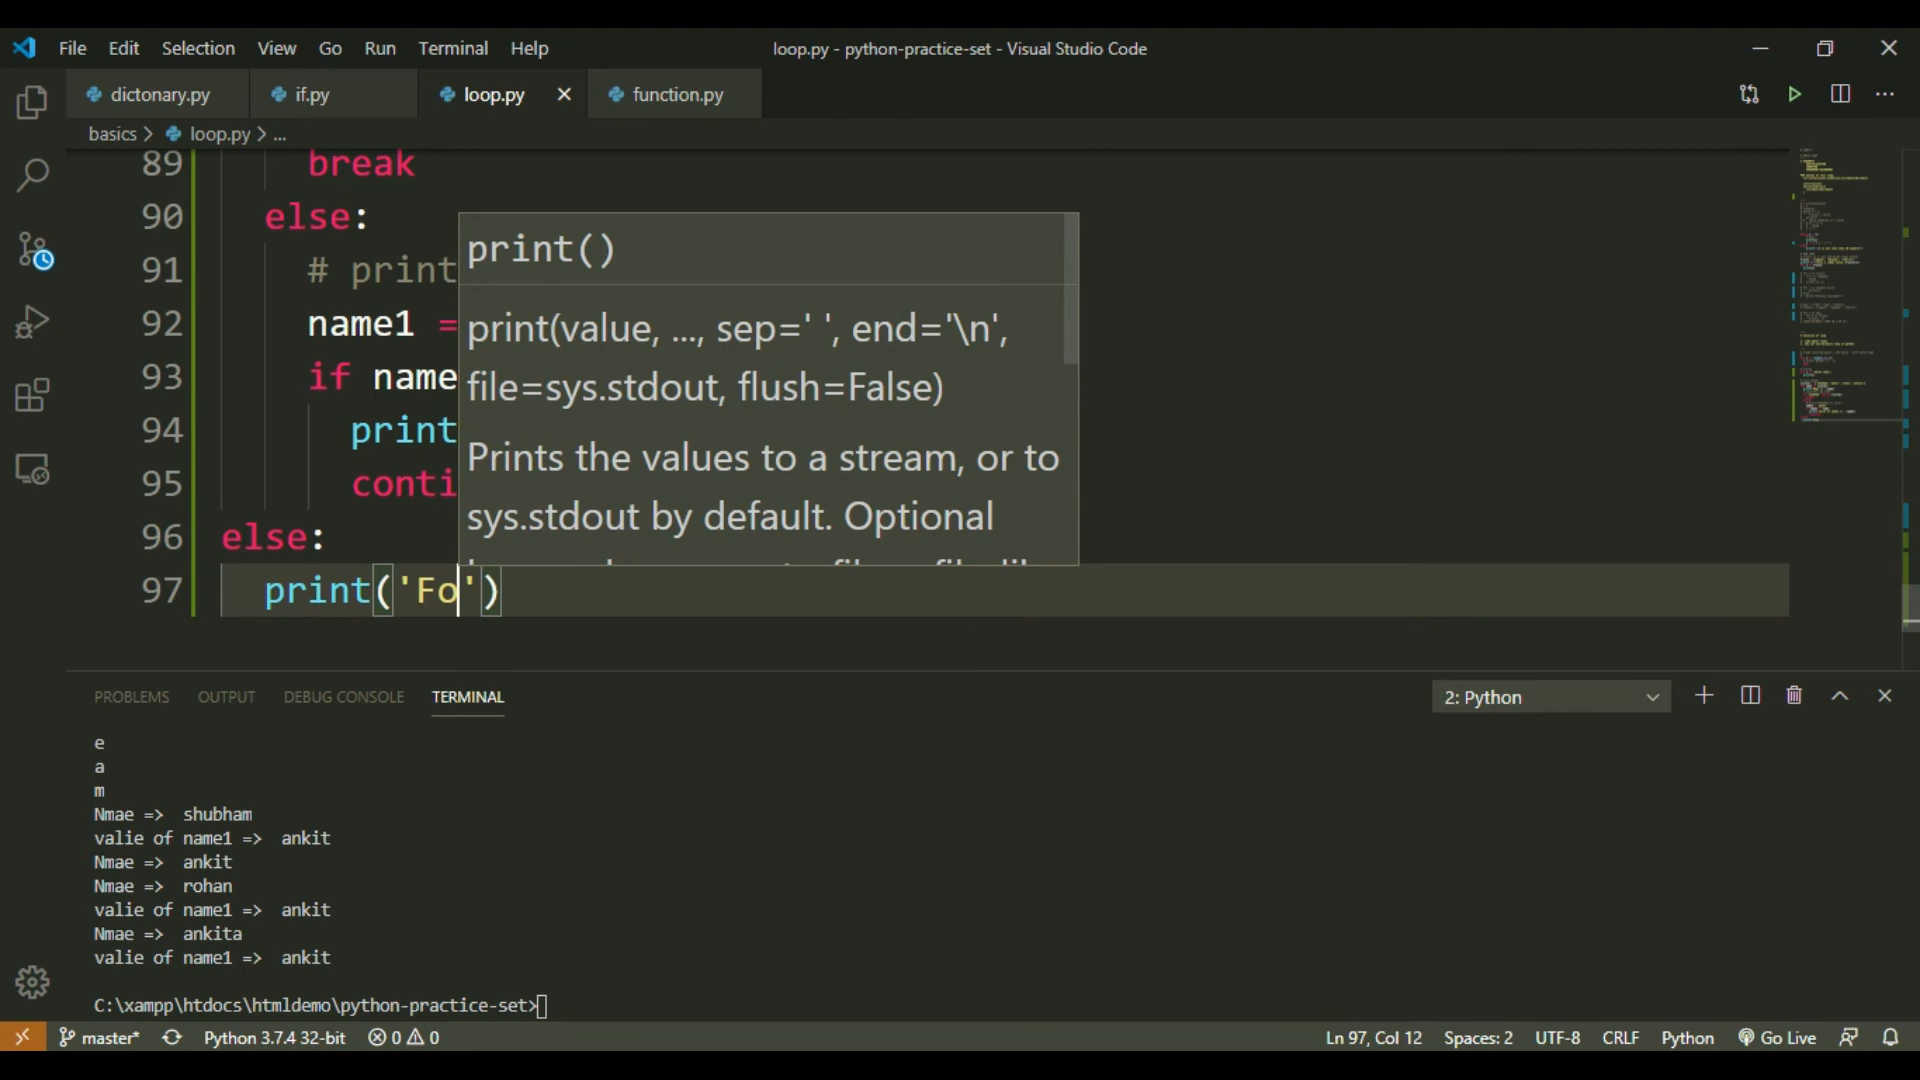 File Edit Selection View Go Run Terminal Help
loop.py - python-practice-set - Visual Studio Code
dictonary.py
if.py
loop.py
function.py
basics > loop.py > ...
89 break
90 else:
91 # print
92 name1 =
93 if name
94 print
95 conti
96 else:
97 print('Fo')
print()
print(value, ..., sep=' ', end='\n',
file=sys.stdout, flush=False)
Prints the values to a stream, or to
sys.stdout by default. Optional
PROBLEMS OUTPUT DEBUG CONSOLE TERMINAL
2: Python
e
a
m
Nmae => shubham
valie of name1 => ankit
Nmae => ankit
Nmae => rohan
valie of name1 => ankit
Nmae => ankita
valie of name1 => ankit
C:\xampp\htdocs\htmldemo\python-practice-set>
master* Python 3.7.4 32-bit 0 0 Ln 97, Col 12 Spaces: 2 UTF-8 CRLF Python Go Live